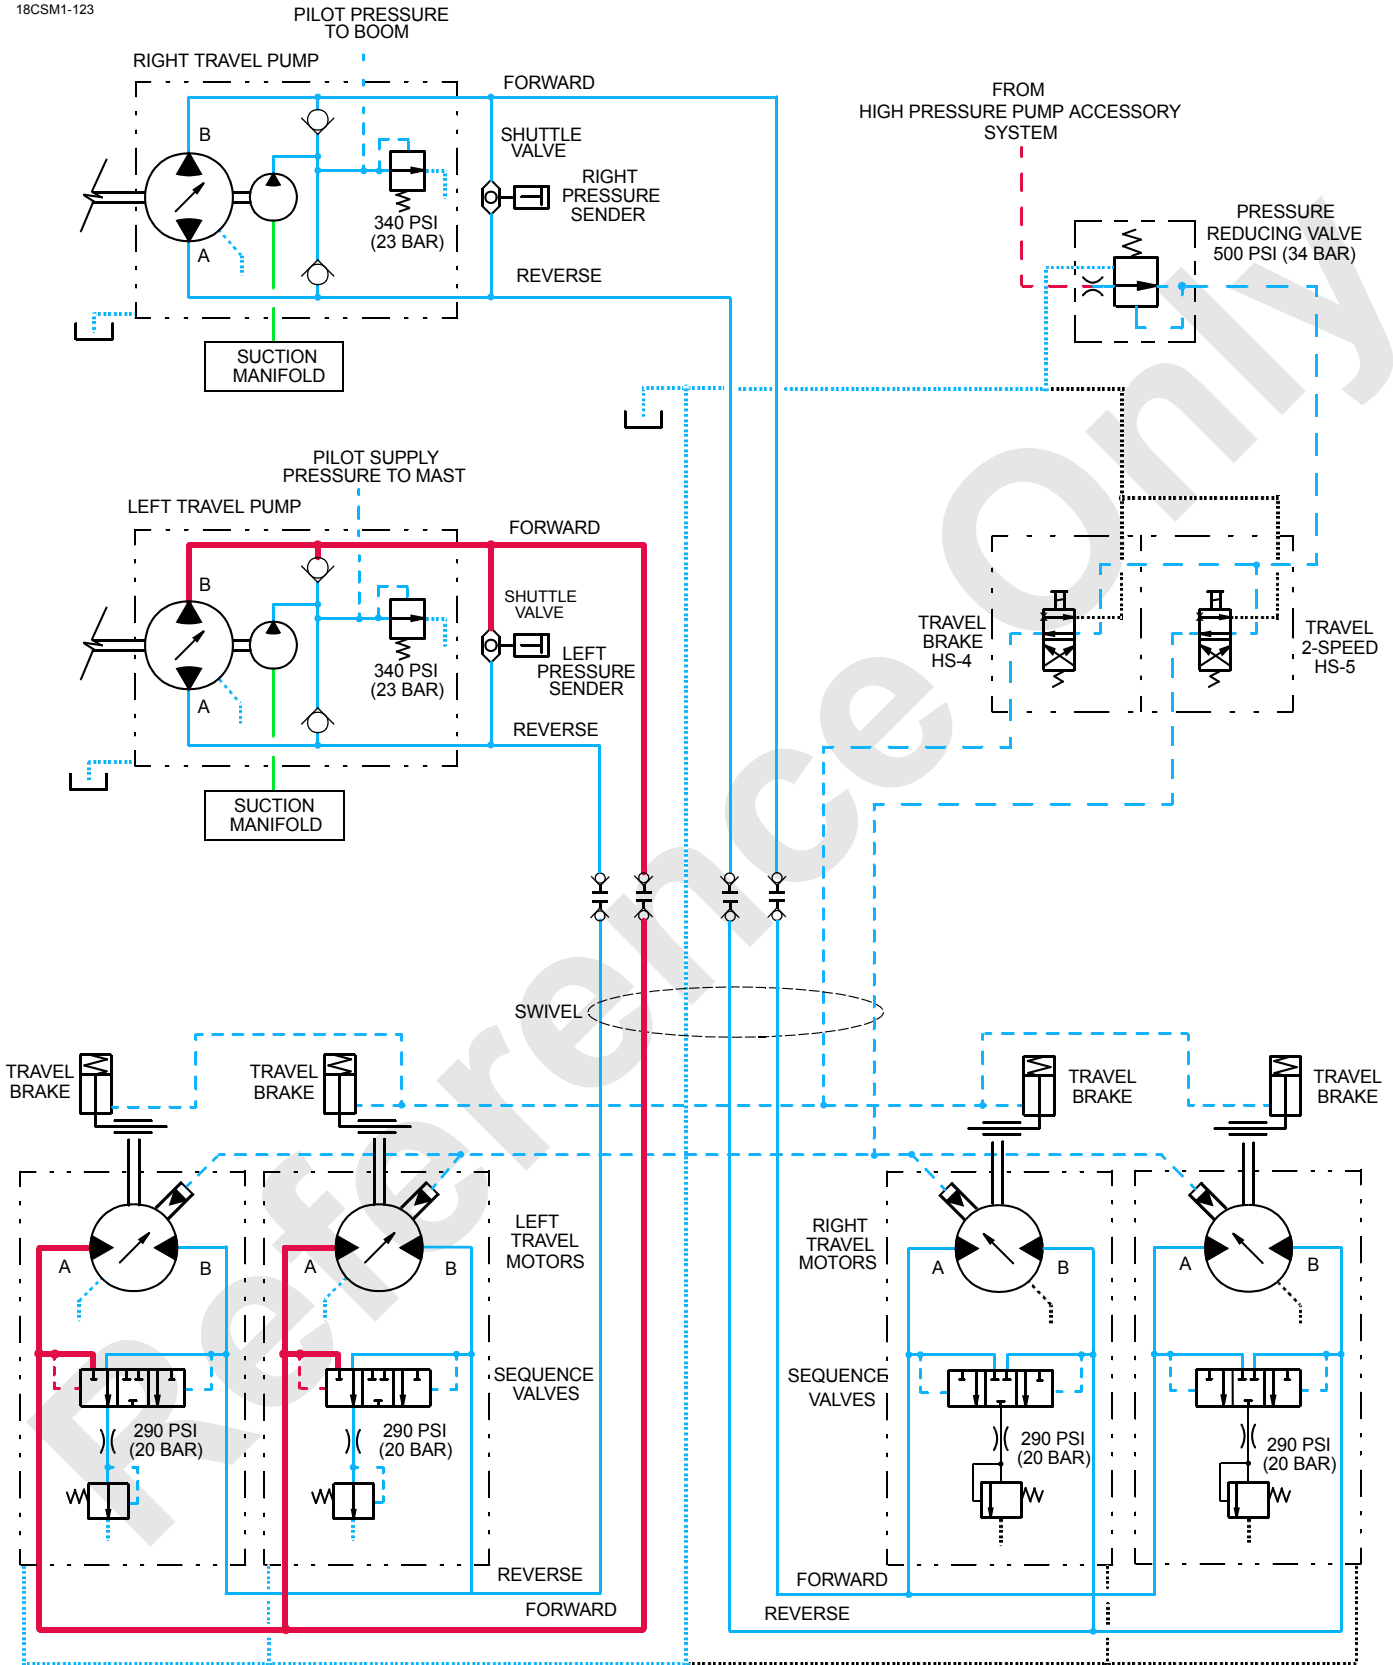 18CSM1-123
PILOT PRESSURE
TO BOOM
RIGHT TRAVEL PUMP
FORWARD
B
SHUTTLE
VALVE
RIGHT
PRESSURE
SENDER
340 PSI
(23 BAR)
A
REVERSE
SUCTION
MANIFOLD
FROM
HIGH PRESSURE PUMP ACCESSORY
SYSTEM
PRESSURE
REDUCING VALVE
500 PSI (34 BAR)
PILOT SUPPLY
PRESSURE TO MAST
LEFT TRAVEL PUMP
FORWARD
B
SHUTTLE
VALVE
LEFT
PRESSURE
SENDER
340 PSI
(23 BAR)
A
REVERSE
SUCTION
MANIFOLD
TRAVEL
BRAKE
HS-4
TRAVEL
2-SPEED
HS-5
SWIVEL
TRAVEL
BRAKE
TRAVEL
BRAKE
TRAVEL
BRAKE
TRAVEL
BRAKE
A
B
A
B
LEFT
TRAVEL
MOTORS
RIGHT
TRAVEL
MOTORS
A
B
A
B
SEQUENCE
VALVES
SEQUENCE
VALVES
290 PSI
(20 BAR)
290 PSI
(20 BAR)
290 PSI
(20 BAR)
290 PSI
(20 BAR)
REVERSE
FORWARD
FORWARD
REVERSE
Reference Only